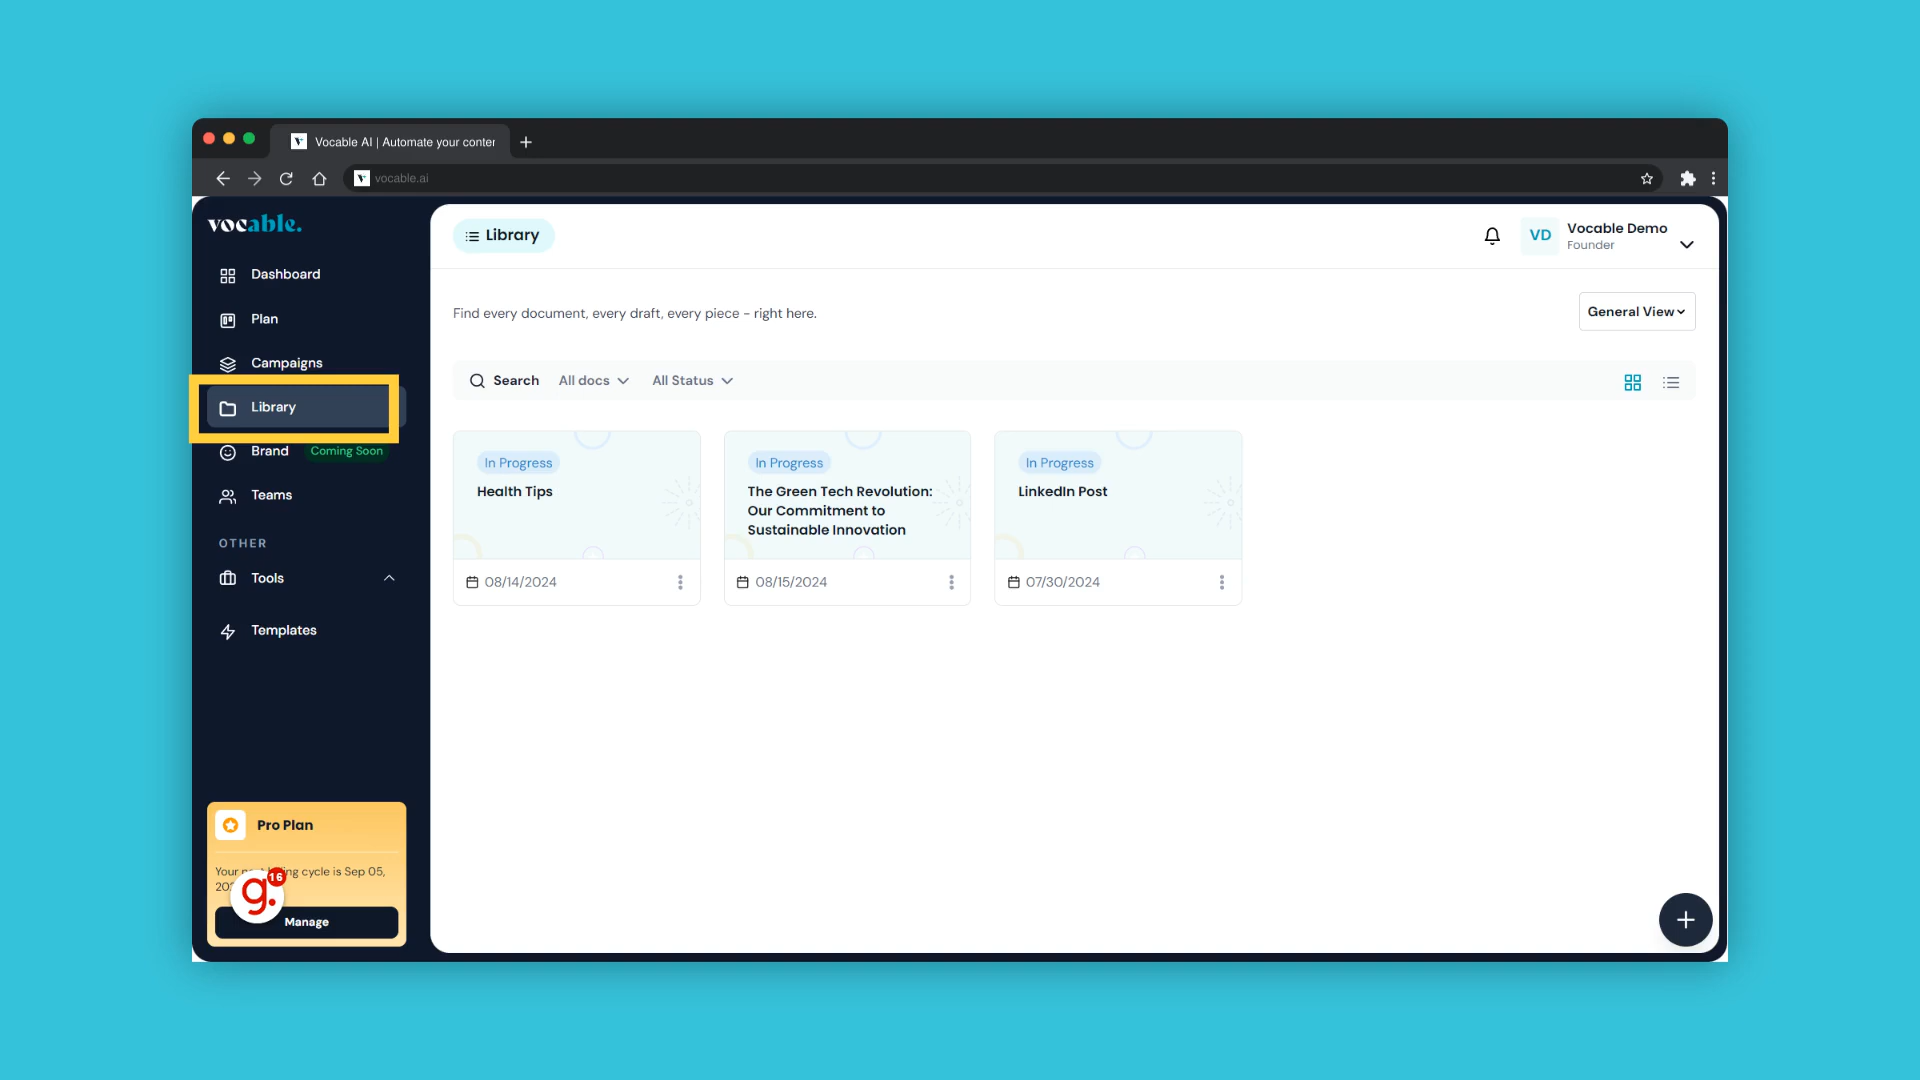 Vocable AI | Automate your conter
vocable.ai
vocable.
Library
VD
Vocable Demo
Founder
Dashboard
Plan
Campaigns
Library
Brand
Coming Soon
Teams
OTHER
Tools
Templates
Find every document, every draft, every piece - right here.
General View
Search
All docs
All Status
In Progress
Health Tips
08/14/2024
In Progress
The Green Tech Revolution:
Our Commitment to
Sustainable Innovation
08/15/2024
In Progress
LinkedIn Post
07/30/2024
Pro Plan
Your cycle is Sep 05,
g.
16
Manage